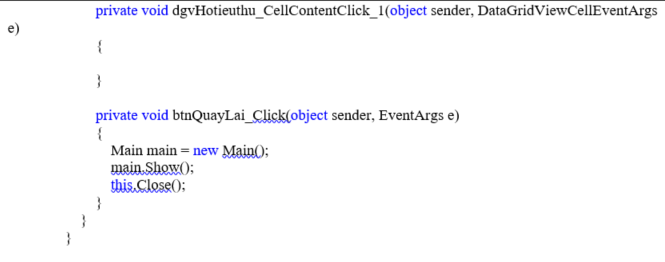 private void dgvHotieuthu_CellContentClick_1(object sender, DataGridViewCellEventArgs
e)
{
}
private void btnQuayLai_Click(object sender, EventArgs e)
{
Main main = new Main();
main.Show();
this.Close();
}
}
}